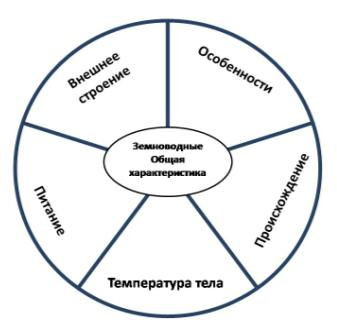 Внешнее
строение
Особенности
Земноводные
Общая
характеристика
Питание
Происхождение
Температура тела